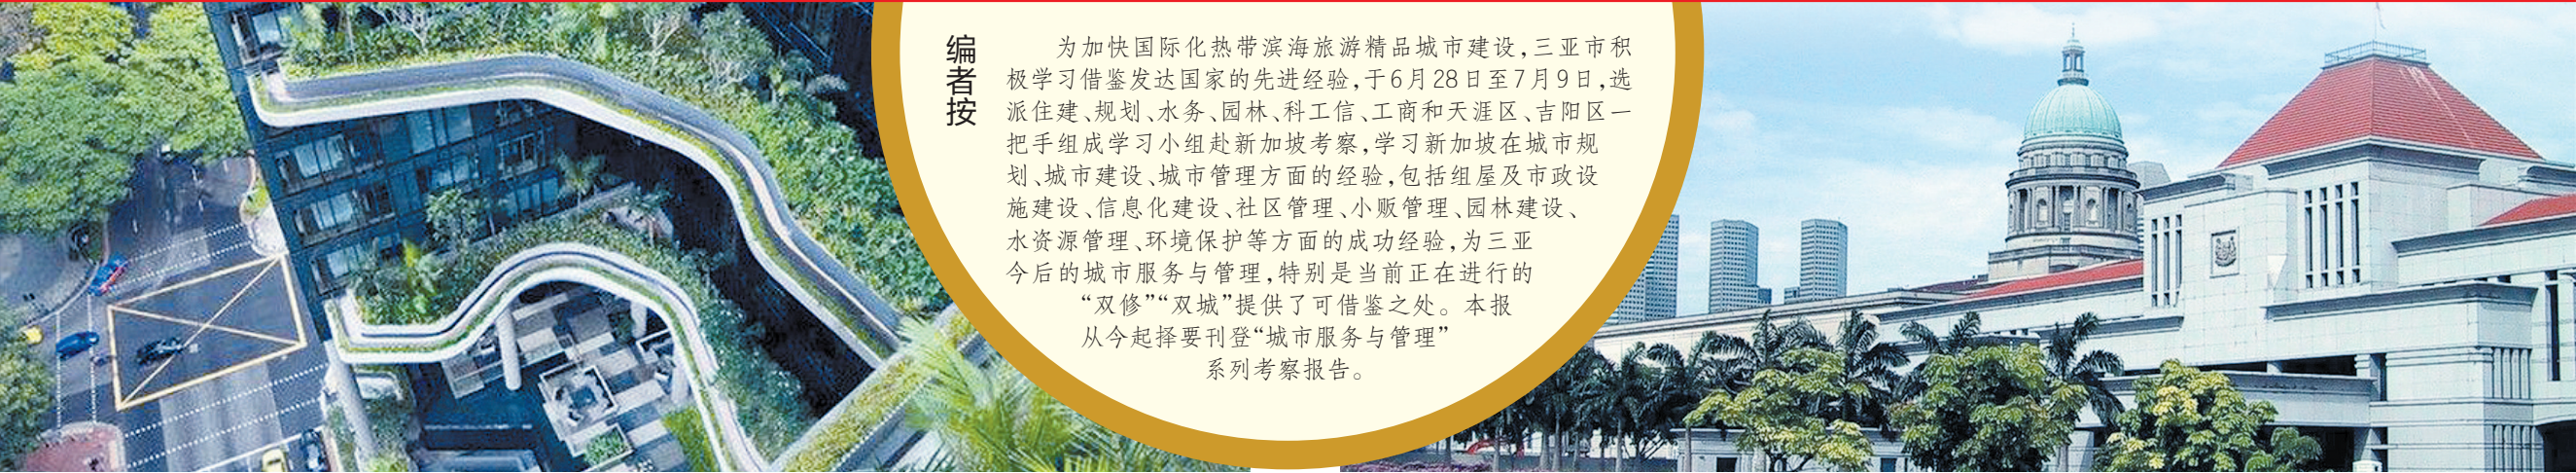 编者按
为加快国际化热带滨海旅游精品城市建设，三亚市积
极学习借鉴发达国家的先进经验，于6月28日至7月9日，选
派住建、规划、水务、园林、科工信、工商和天涯区、吉阳区一
把手组成学习小组赴新加坡考察，学习新加坡在城市规
划、城市建设、城市管理方面的经验，包括组屋及市政设
施建设、信息化建设、社区管理、小贩管理、园林建设、
水资源管理、环境保护等方面的成功经验，为三亚
今后的城市服务与管理，特别是当前正在进行的
“双修”“双城”提供了可借鉴之处。本报
从今起择要刊登“城市服务与管理”
系列考察报告。